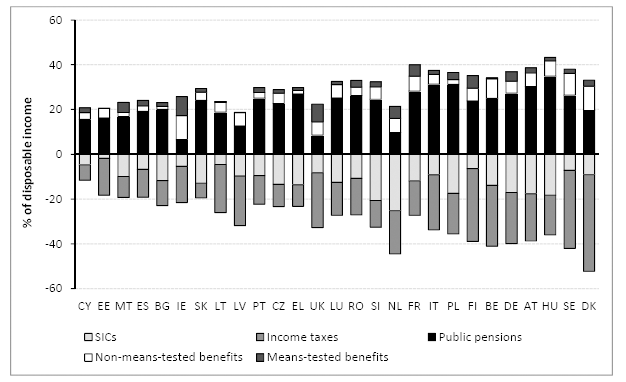 60
40
20
0
-20
-40
-60
% of disposable income
CY EE MT ES BG IE SK LT LV PT CZ EL UK LU RO SI NL FR IT PL FI BE DE AT HU SE DK
SICs Income taxes Public pensions
Non-means-tested benefits Means-tested benefits